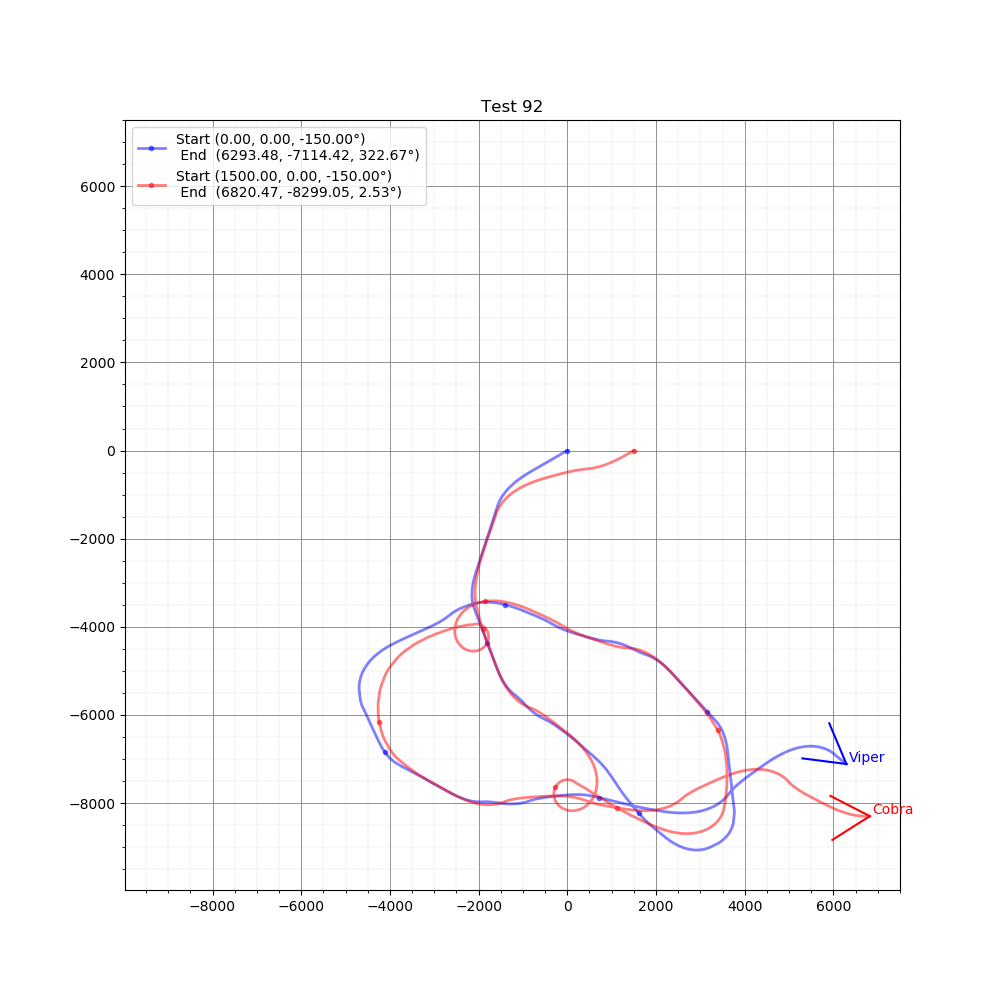 Test 92
Start (0.00, 0.00, -150.00°)
End  (6293.48, -7114.42, 322.67°)
Start (1500.00, 0.00, -150.00°)
End  (6820.47, -8299.05, 2.53°)
6000
4000
2000
0
−2000
−4000
−6000
−8000
Viper
Cobra
−8000 −6000 −4000 −2000 0 2000 4000 6000